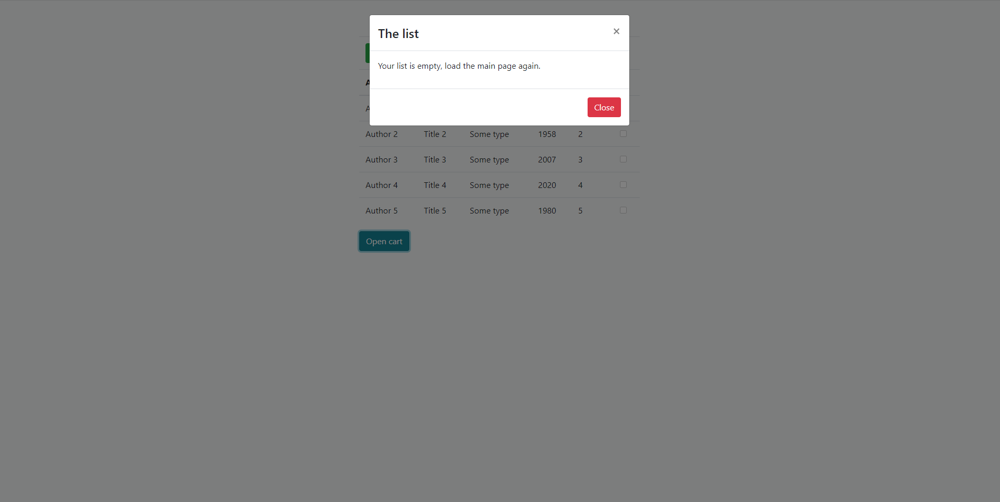 The list ×
Your list is empty, load the main page again.
Close
A
A
Author 2 Title 2 Some type 1958 2
Author 3 Title 3 Some type 2007 3
Author 4 Title 4 Some type 2020 4
Author 5 Title 5 Some type 1980 5
Open cart